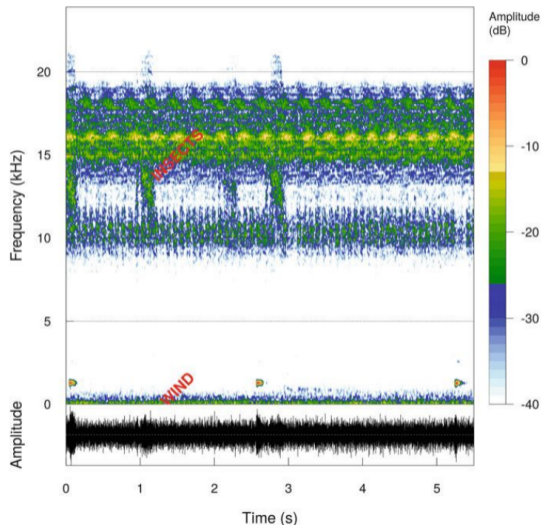 Amplitude
(dB)
0
-10
-20
-30
-40
Frequency (kHz)
20
15
10
5
0
INSECTS
WIND
Amplitude
0 1 2 3 4 5
Time (s)